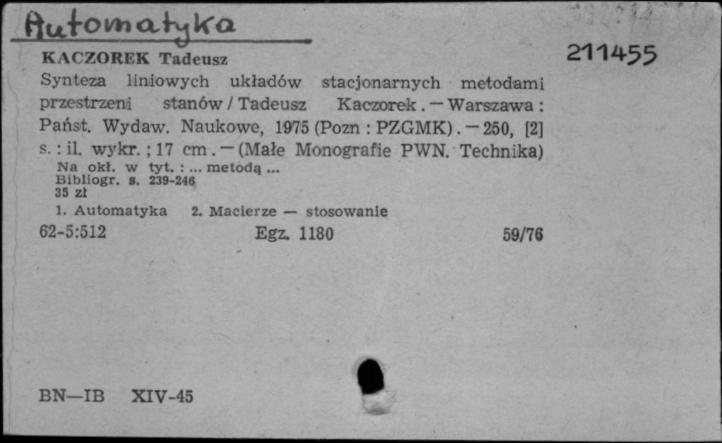 Automatyka
211455
KACZOREK Tadeusz
Synteza liniowych układów stacjonarnych metodami
przestrzeni stanów / Tadeusz Kaczorek . — Warszawa :
Państ. Wydaw. Naukowe, 1975 (Pozn : PZGMK) . — 250, [2]
s. : il. wykr. ; 17 cm . — (Małe Monografie PWN. Technika)
Na okł. w tyt. : ... metodą ...
Bibliogr. s. 239-246
35 zł
1. Automatyka 2. Macierze — stosowanie
62-5:512 Egz. 1180 59/76
BN—IB XIV-45